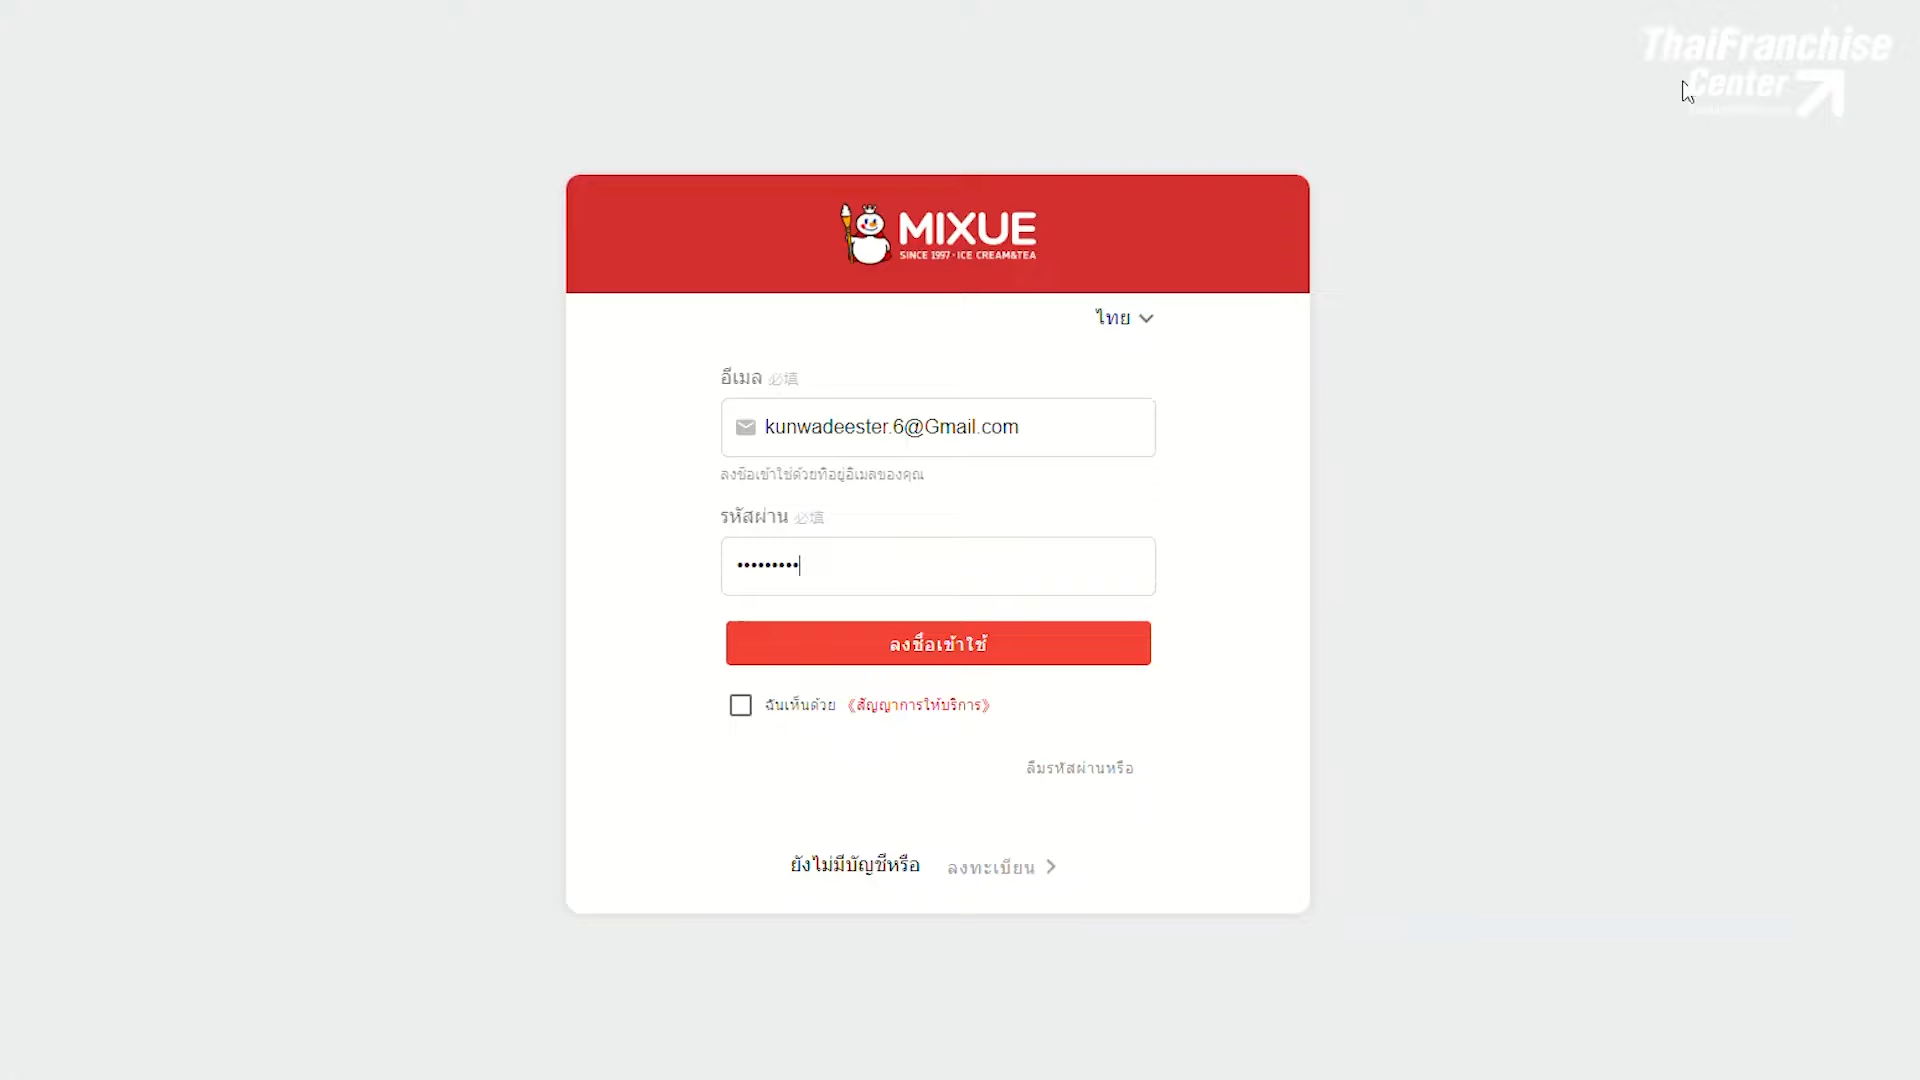 ThaiFranchise
Center
MIXUE
SINCE 1997 · ICE CREAM&TEA
ไทย
อีเมล 必填
kunwadeester.6@Gmail.com
ลงชื่อเข้าใช้ด้วยที่อยู่อีเมลของคุณ
รหัสผ่าน 必填
•••••••••
ลงชื่อเข้าใช้
ฉันเห็นด้วย 《สัญญาการให้บริการ》
ลืมรหัสผ่านหรือ
ยังไม่มีบัญชีหรือ ลงทะเบียน